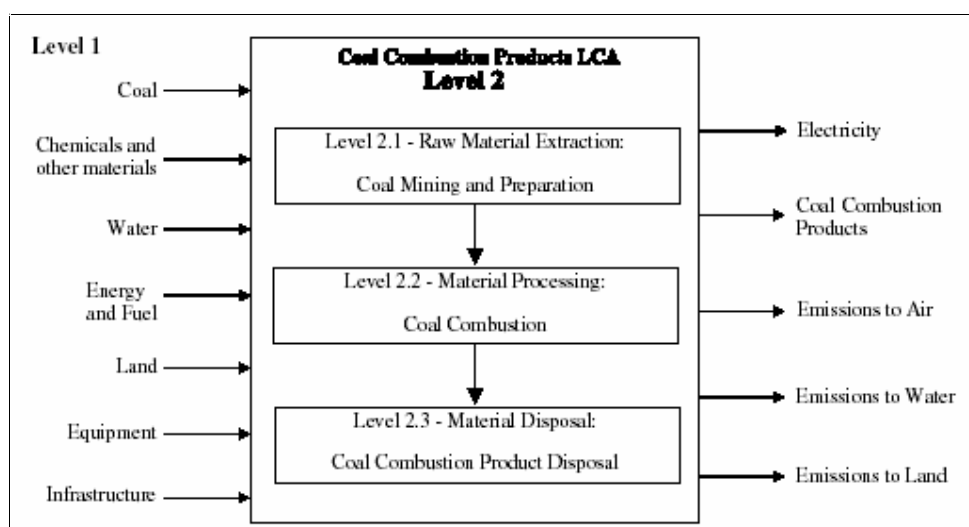 Level 1
Coal
Chemicals and
other materials
Water
Energy
and Fuel
Land
Equipment
Infrastructure
Coal Combustion Products LCA
Level 2
Level 2.1 - Raw Material Extraction:
Coal Mining and Preparation
Level 2.2 - Material Processing:
Coal Combustion
Level 2.3 - Material Disposal:
Coal Combustion Product Disposal
Electricity
Coal Combustion
Products
Emissions to Air
Emissions to Water
Emissions to Land